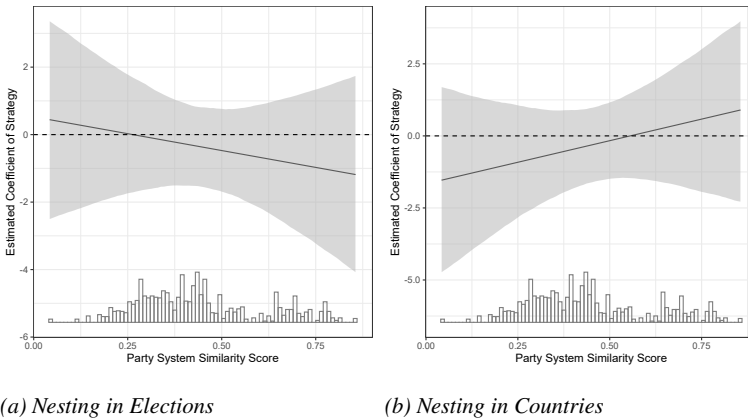 Estimated Coefficient of Strategy
2
0
-2
-4
-6
0.00
0.25
0.50
0.75
Party System Similarity Score
Estimated Coefficient of Strategy
2.5
0.0
-2.5
-5.0
0.00
0.25
0.50
0.75
Party System Similarity Score
(a) Nesting in Elections
(b) Nesting in Countries